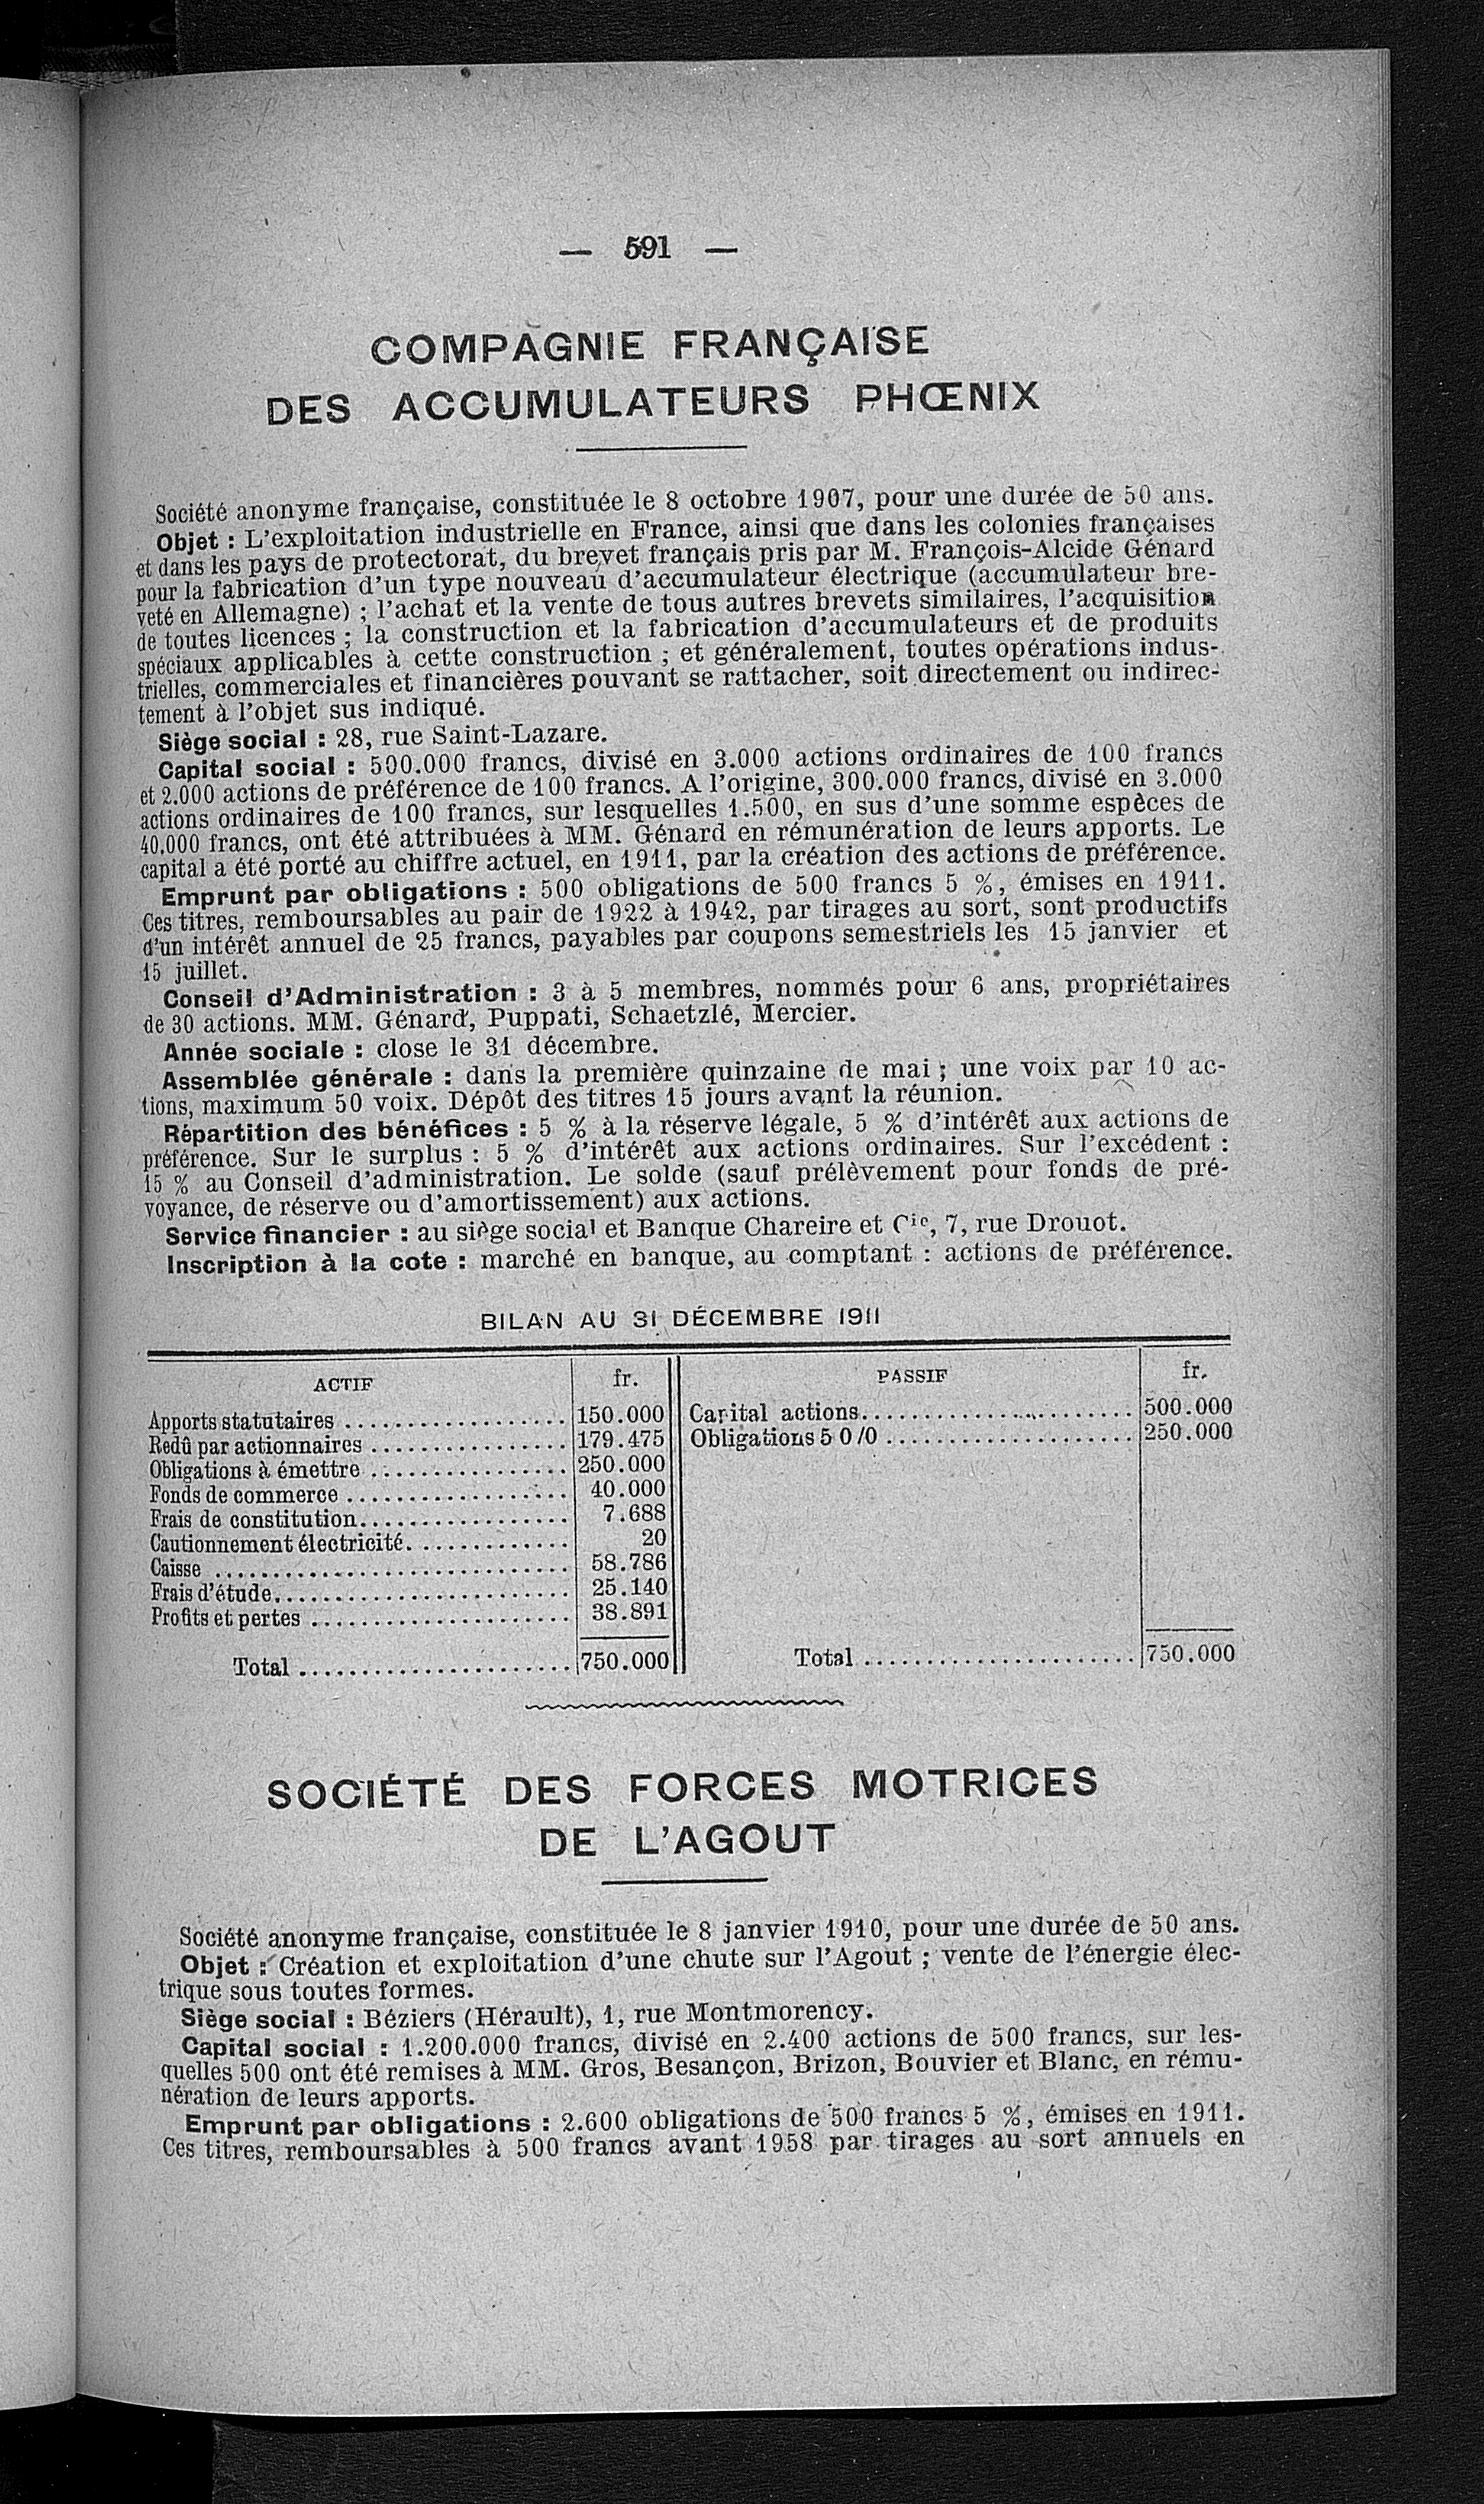 — 591 —
COMPAGNIE FRANÇAISE
DES ACCUMULATEURS PHŒNIX
Société anonyme française, constituée le 8 octobre 1907, pour une durée de 50 ans.
Objet : L'exploitation industrielle en France, ainsi que dans les colonies françaises
et dans les pays de protectorat, du brevet français pris par M. François-Alcide Génard
pour la fabrication d'un type nouveau d'accumulateur électrique (accumulateur bre-
veté en Allemagne) ; l'achat et la vente de tous autres brevets similaires, l'acquisition
de toutes licences ; la construction et la fabrication d'accumulateurs et de produits
spéciaux applicables à cette construction ; et généralement, toutes opérations indus-
trielles, commerciales et financières pouvant se rattacher, soit directement ou indirec-
tement à l'objet sus indiqué.
Siège social : 28, rue Saint-Lazare.
Capital social : 500.000 francs, divisé en 3.000 actions ordinaires de 100 francs
et 2.000 actions de préférence de 100 francs. A l'origine, 300.000 francs, divisé en 3.000
actions ordinaires de 100 francs, sur lesquelles 1.500, en sus d'une somme espèces de
40.000 francs, ont été attribuées à MM. Génard en rémunération de leurs apports. Le
capital a été porté au chiffre actuel, en 1911, par la création des actions de préférence.
Emprunt par obligations : 500 obligations de 500 francs 5 %, émises en 1911.
Ces titres, remboursables au pair de 1922 à 1942, par tirages au sort, sont productifs
d'un intérêt annuel de 25 francs, payables par coupons semestriels les 15 janvier et
15 juillet.
Conseil d'Administration : 3 à 5 membres, nommés pour 6 ans, propriétaires
de 30 actions. MM. Génard, Puppati, Schaetzlé, Mercier.
Année sociale : close le 31 décembre.
Assemblée générale : dans la première quinzaine de mai ; une voix par 10 ac-
tions, maximum 50 voix. Dépôt des titres 15 jours avant la réunion.
Répartition des bénéfices : 5 % à la réserve légale, 5 % d'intérêt aux actions de
préférence. Sur le surplus : 5 % d'intérêt aux actions ordinaires. Sur l'excédent :
15 % au Conseil d'administration. Le solde (sauf prélèvement pour fonds de pré-
voyance, de réserve ou d'amortissement) aux actions.
Service financier : au siège social et Banque Chareire et Cie, 7, rue Drouot.
Inscription à la cote : marché en banque, au comptant : actions de préférence.
BILAN AU 31 DÉCEMBRE 1911
ACTIF fr. PASSIF fr.
Apports statutaires .................. 150.000 Capital actions...................... 500.000
Redû par actionnaires ................ 179.475 Obligations 5 0/0 .................... 250.000
Obligations à émettre ................ 250.000
Fonds de commerce .................. 40.000
Frais de constitution................. 7.688
Cautionnement électricité............. 20
Caisse ............................. 58.786
Frais d'étude........................ 25.140
Profits et pertes ..................... 38.891
Total ...................... 750.000 Total ...................... 750.000
SOCIÉTÉ DES FORCES MOTRICES
DE L'AGOUT
Société anonyme française, constituée le 8 janvier 1910, pour une durée de 50 ans.
Objet : Création et exploitation d'une chute sur l'Agout ; vente de l'énergie élec-
trique sous toutes formes.
Siège social : Béziers (Hérault), 1, rue Montmorency.
Capital social : 1.200.000 francs, divisé en 2.400 actions de 500 francs, sur les-
quelles 500 ont été remises à MM. Gros, Besançon, Brizon, Bouvier et Blanc, en rému-
nération de leurs apports.
Emprunt par obligations : 2.600 obligations de 500 francs 5 %, émises en 1911.
Ces titres, remboursables à 500 francs avant 1958 par tirages au sort annuels en